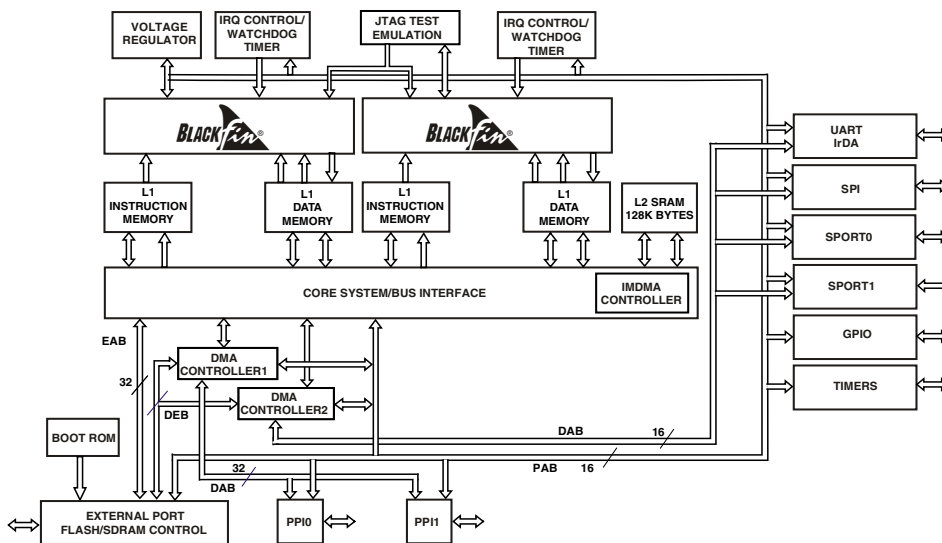 VOLTAGE
REGULATOR
IRQ CONTROL/
WATCHDOG
TIMER
JTAG TEST
EMULATION
IRQ CONTROL/
WATCHDOG
TIMER
BLACKfin®
BLACKfin®
UART
IrDA
SPI
SPORT0
SPORT1
GPIO
TIMERS
L1
INSTRUCTION
MEMORY
L1
DATA
MEMORY
L1
INSTRUCTION
MEMORY
L1
DATA
MEMORY
L2 SRAM
128K BYTES
CORE SYSTEM/BUS INTERFACE
IMDMA
CONTROLLER
EAB
32
DMA
CONTROLLER1
DEB
DMA
CONTROLLER2
DAB
16
PAB
16
BOOT ROM
32
DAB
EXTERNAL PORT
FLASH/SDRAM CONTROL
PPI0
PPI1